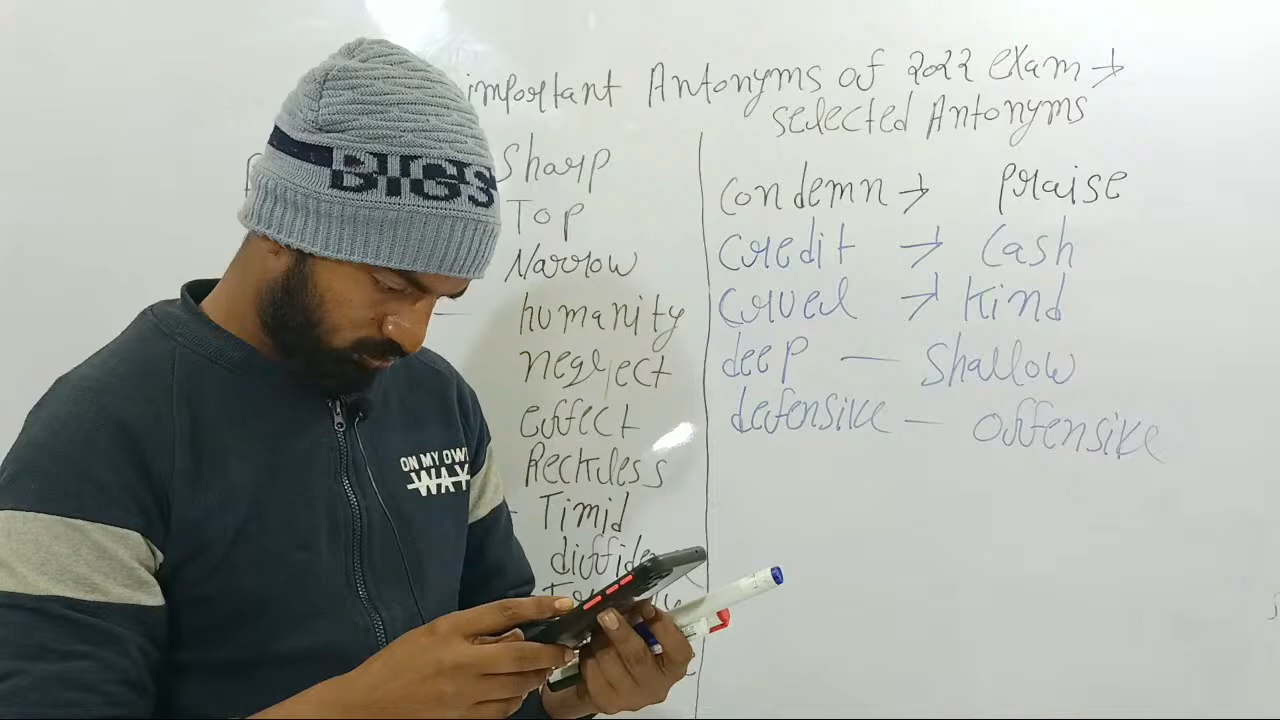 important Antonyms of 2022 exam →
selected Antonyms
Sharp
Top
Narrow
humanity
neglect
effect
Reckless
Timid
condemn → praise
credit → cash
cruel → kind
deep — shallow
defensive — offensive
DIGS
ON MY OWN
WAY